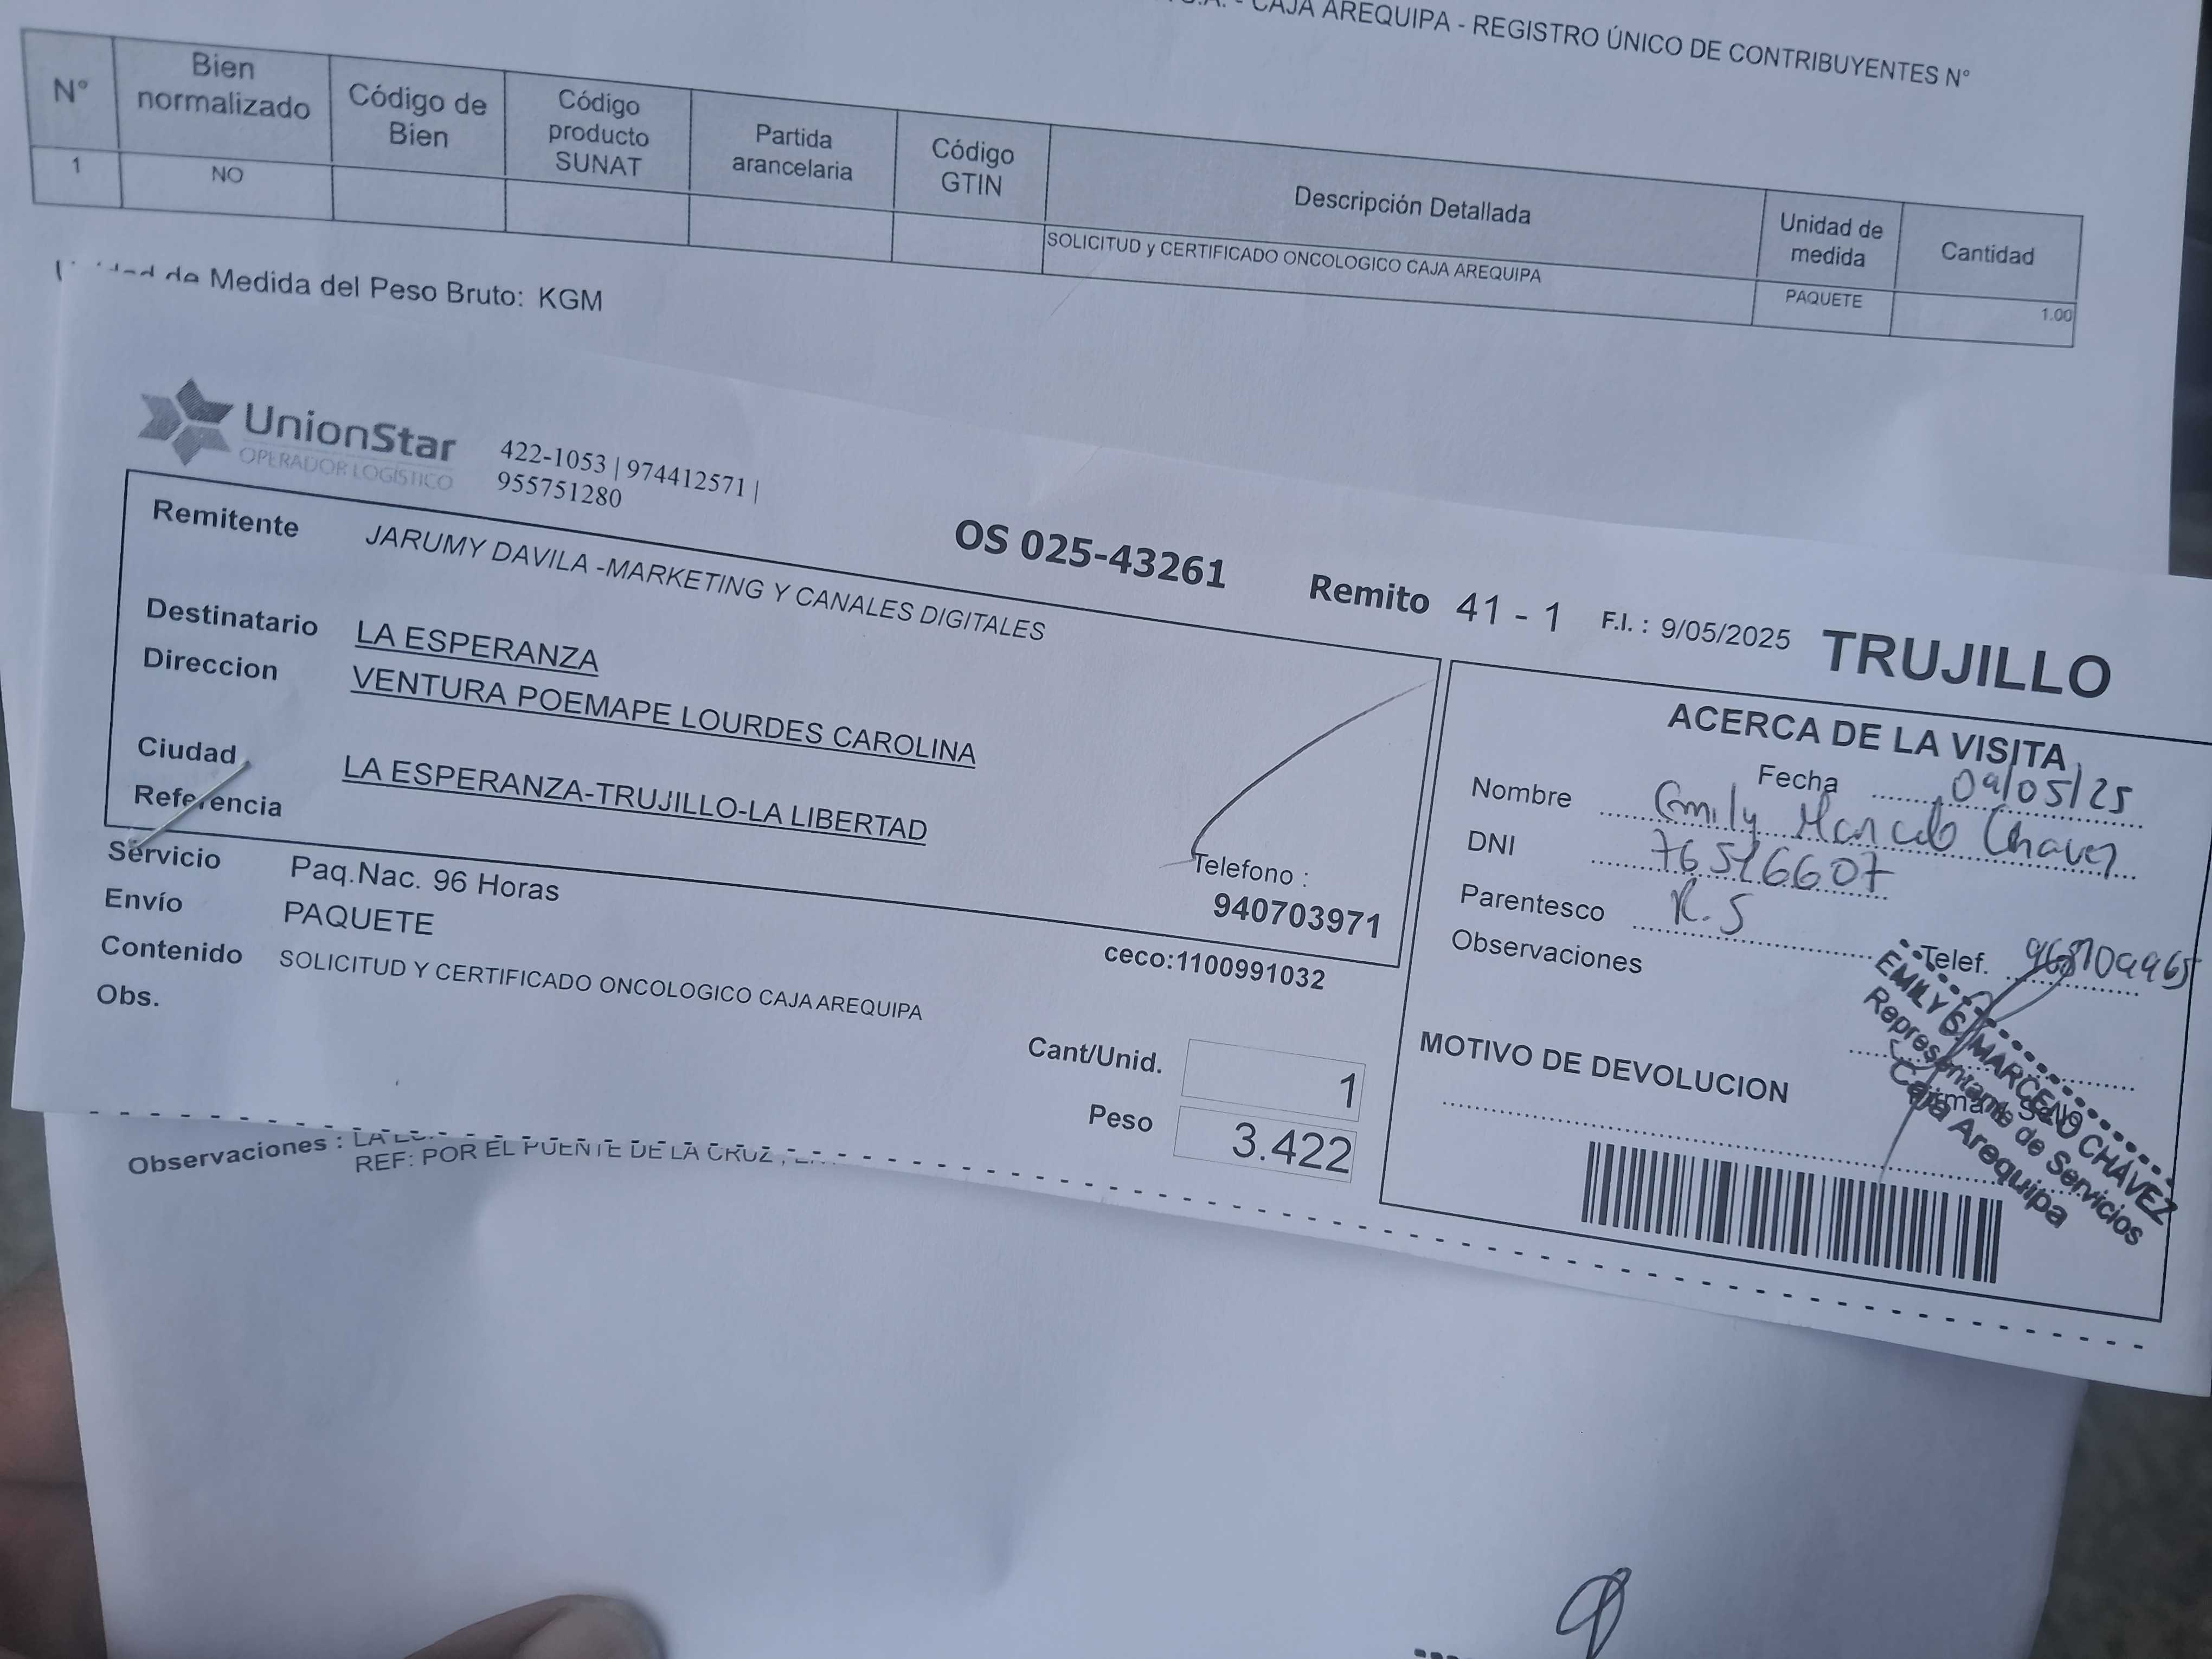 CAJA AREQUIPA - REGISTRO ÚNICO DE CONTRIBUYENTES N°
N° Bien normalizado Código de Bien Código producto SUNAT Partida arancelaria Código GTIN Descripción Detallada Unidad de medida Cantidad
1 NO SOLICITUD y CERTIFICADO ONCOLOGICO CAJA AREQUIPA PAQUETE 1.00
de Medida del Peso Bruto: KGM
UnionStar
OPERADOR LOGÍSTICO
422-1053 | 974412571 |
955751280
OS 025-43261 Remito 41 - 1 F.I. : 9/05/2025 TRUJILLO
Remitente JARUMY DAVILA -MARKETING Y CANALES DIGITALES
Destinatario LA ESPERANZA
Direccion VENTURA POEMAPE LOURDES CAROLINA
Ciudad LA ESPERANZA-TRUJILLO-LA LIBERTAD
Referencia
Telefono :
940703971
Servicio Paq.Nac. 96 Horas
Envío PAQUETE
ceco:1100991032
Contenido SOLICITUD Y CERTIFICADO ONCOLOGICO CAJA AREQUIPA
Obs.
Cant/Unid. 1
Peso 3.422
ACERCA DE LA VISITA
Fecha 09/05/25
Nombre Emily Marcelo Chavez
DNI 76516607
Parentesco R.S
Telef.
Observaciones
EMILY S. MARCELO CHÁVEZ
Representante de Servicios
Caja Arequipa
MOTIVO DE DEVOLUCION
Observaciones :
REF: POR EL PUENTE DE LA CRUZ